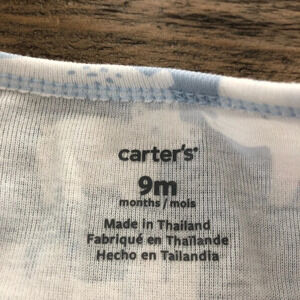 carter's
9m
months / mois
Made in Thailand
Fabriqué en Thaïlande
Hecho en Tailandia